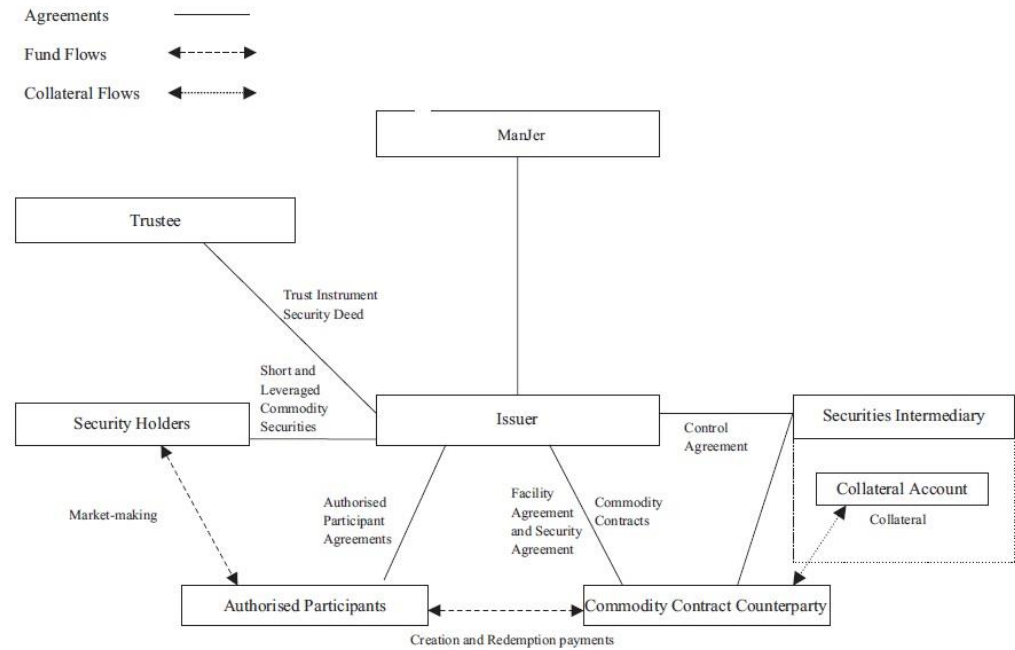 Agreements
Fund Flows
Collateral Flows
ManJer
Trustee
Trust Instrument
Security Deed
Short and
Leveraged
Commodity
Securities
Security Holders
Issuer
Securities Intermediary
Control
Agreement
Collateral Account
Collateral
Market-making
Authorised
Participant
Agreements
Facility
Agreement
and Security
Agreement
Commodity
Contracts
Authorised Participants
Commodity Contract Counterparty
Creation and Redemption payments